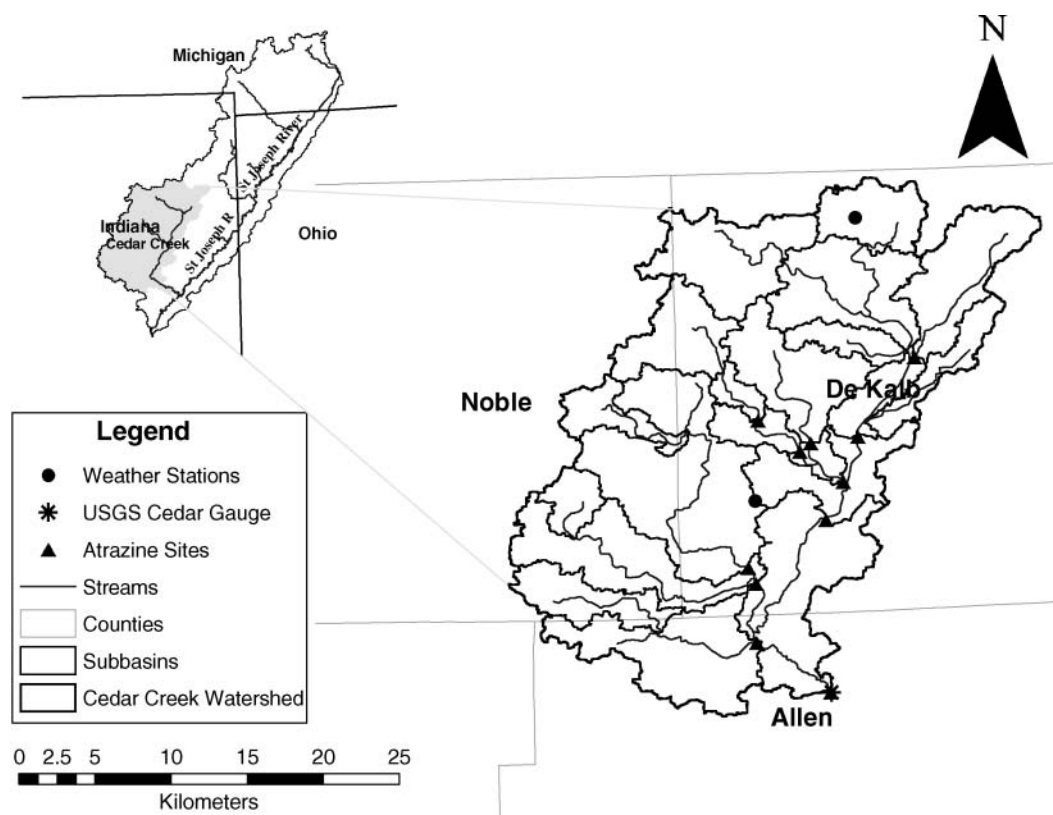 Michigan
N
St Joseph River
Indiana
Cedar Creek
St Joseph R
Ohio
De Kalb
Noble
Legend
Weather Stations
USGS Cedar Gauge
Atrazine Sites
Streams
Counties
Subbasins
Cedar Creek Watershed
Allen
0 2.5 5 10 15 20 25
Kilometers